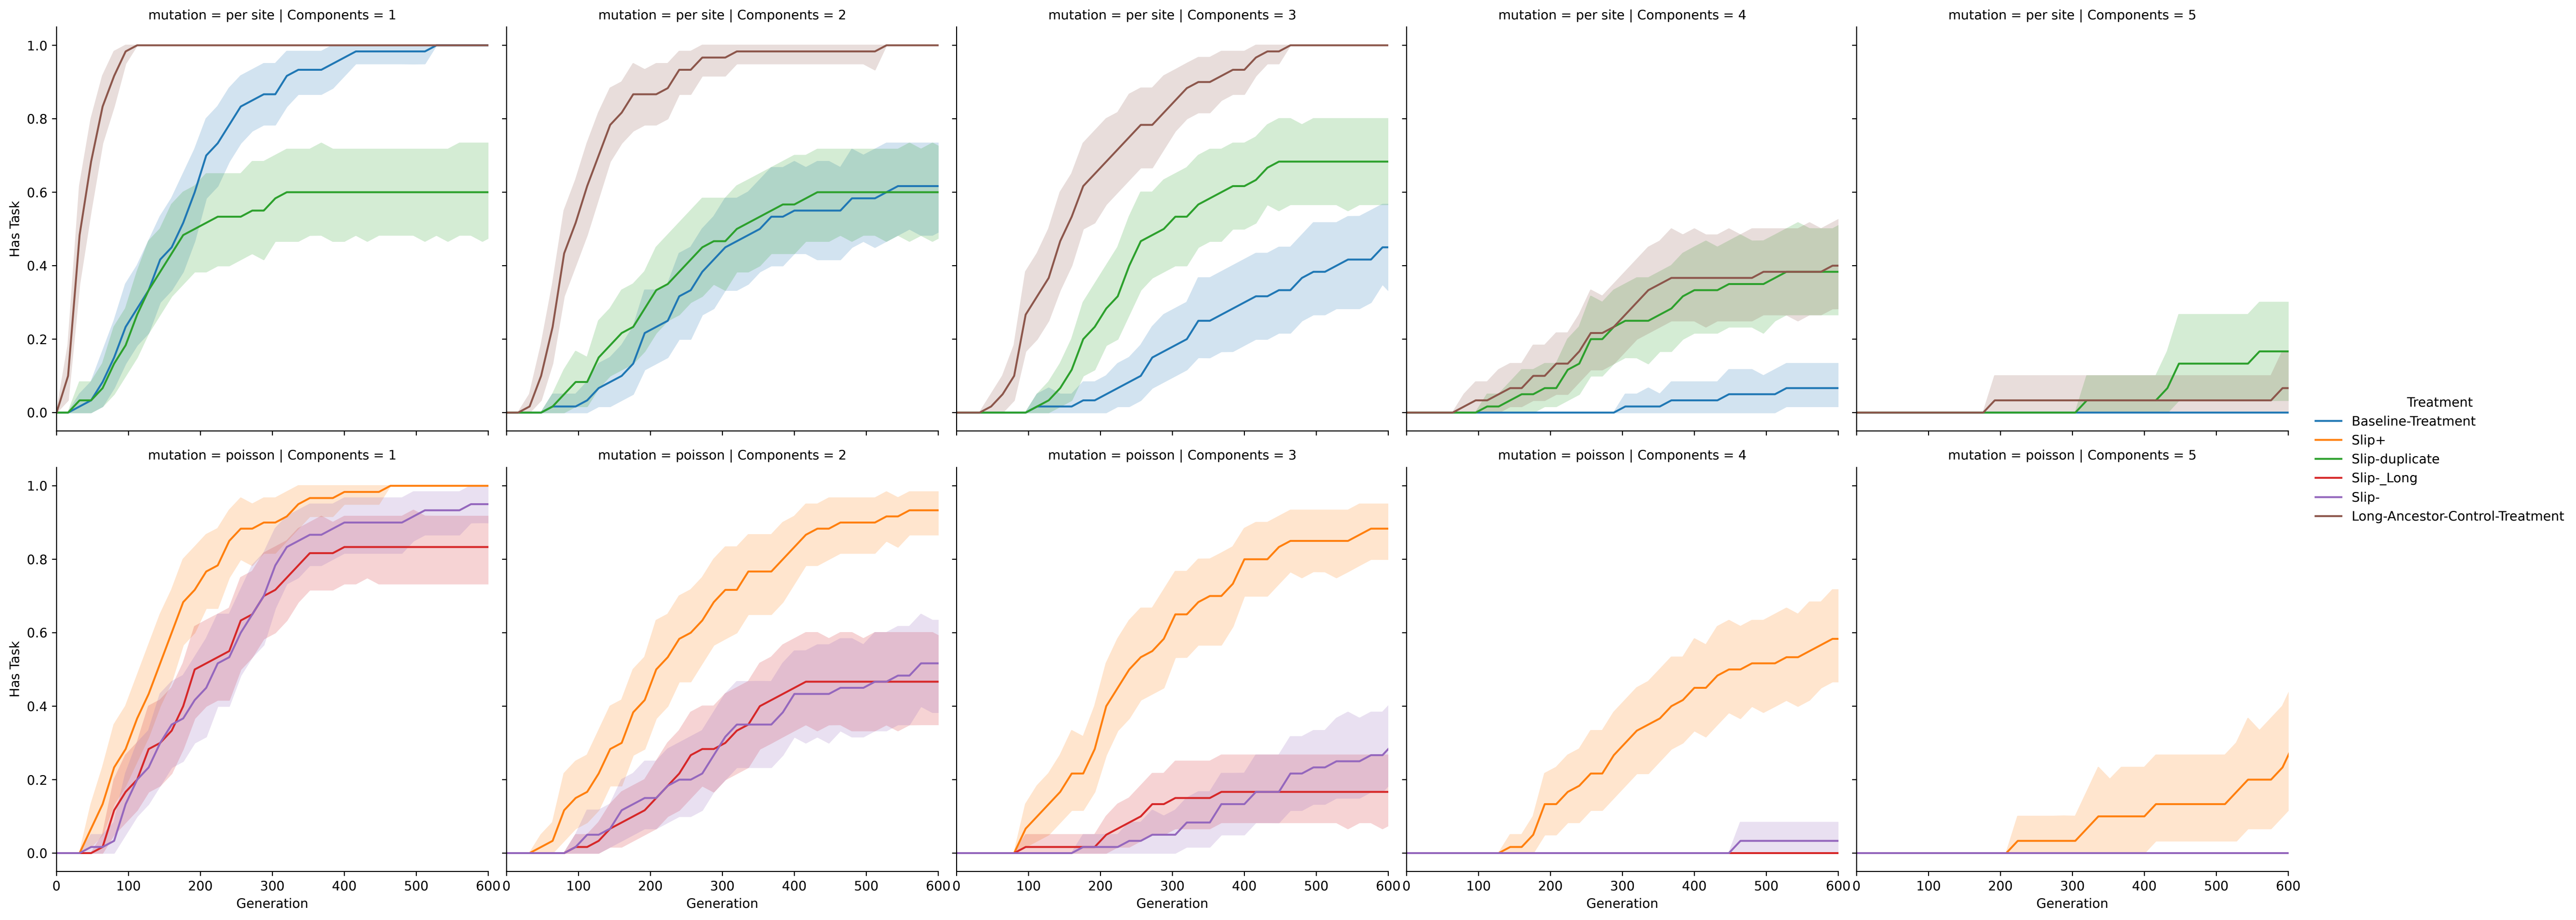 mutation = per site | Components = 1
mutation = per site | Components = 2
mutation = per site | Components = 3
mutation = per site | Components = 4
mutation = per site | Components = 5
1.0
0.8
0.6
0.4
0.2
0.0
Has Task
mutation = poisson | Components = 1
mutation = poisson | Components = 2
mutation = poisson | Components = 3
mutation = poisson | Components = 4
mutation = poisson | Components = 5
1.0
0.8
0.6
0.4
0.2
0.0
Has Task
0 100 200 300 400 500 600
0 100 200 300 400 500 600
0 100 200 300 400 500 600
0 100 200 300 400 500 600
0 100 200 300 400 500 600
Generation
Generation
Generation
Generation
Generation
Treatment
Baseline-Treatment
Slip+
Slip-duplicate
Slip-_Long
Slip-
Long-Ancestor-Control-Treatment